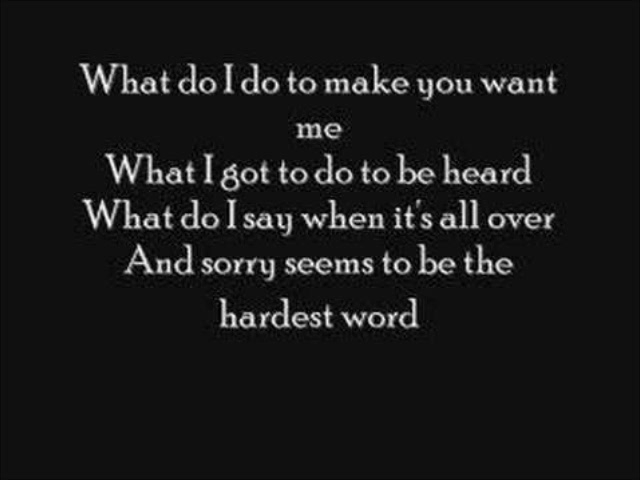 What do I do to make you want
me
What I got to do to be heard
What do I say when it's all over
And sorry seems to be the
hardest word